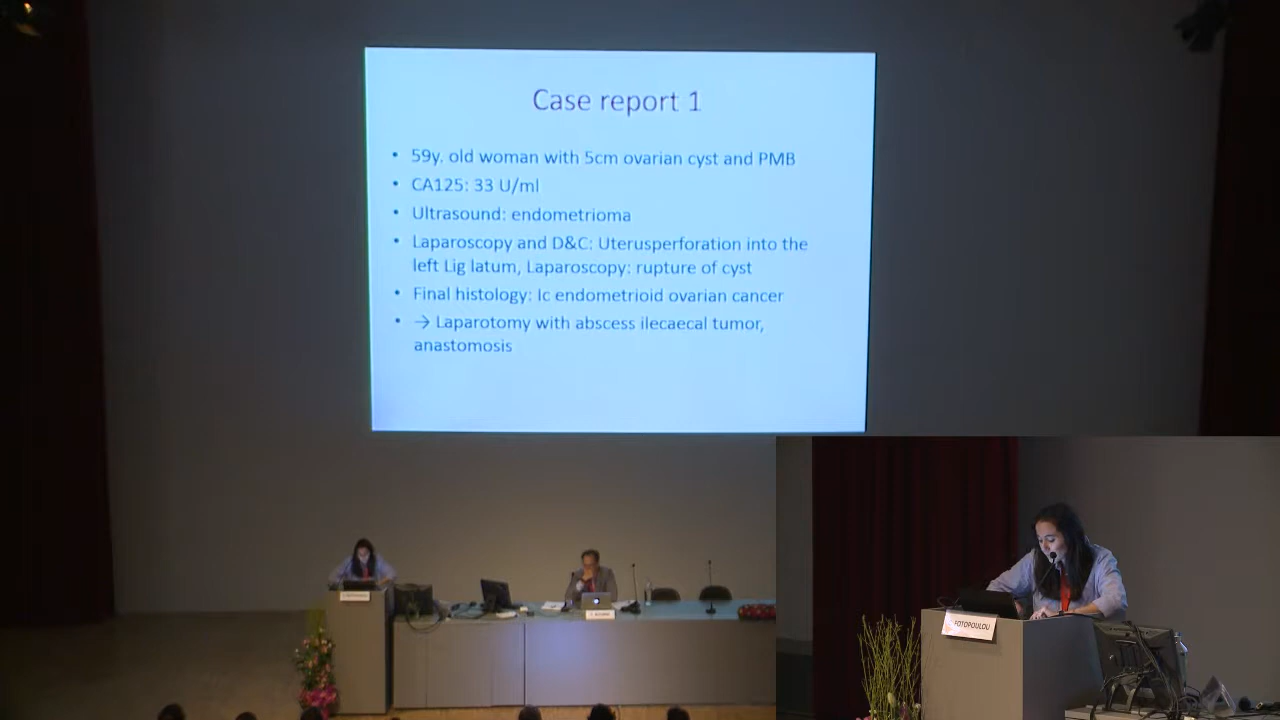 Case report 1
• 59y. old woman with 5cm ovarian cyst and PMB
• CA125: 33 U/ml
• Ultrasound: endometrioma
• Laparoscopy and D&C: Uterusperforation into the
left Lig latum, Laparoscopy: rupture of cyst
• Final histology: Ic endometrioid ovarian cancer
• → Laparotomy with abscess ilecaecal tumor,
anastomosis
FOTOPOULOU